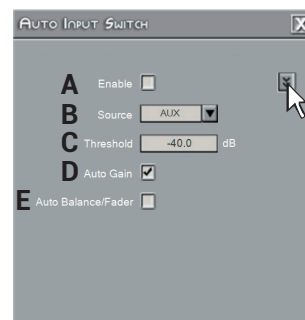 Auto Input Switch X
A Enable
B Source AUX
C Threshold -40.0 dB
D Auto Gain
E Auto Balance/Fader